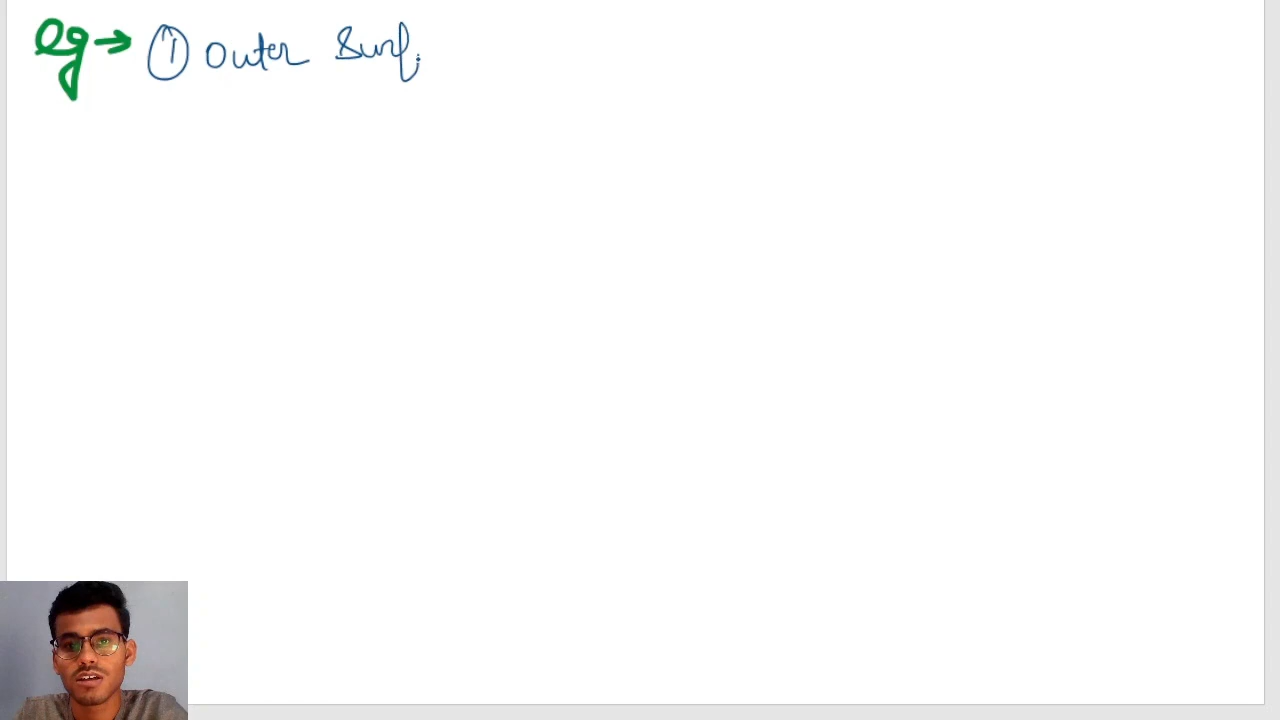 eg → ① Outer Surf